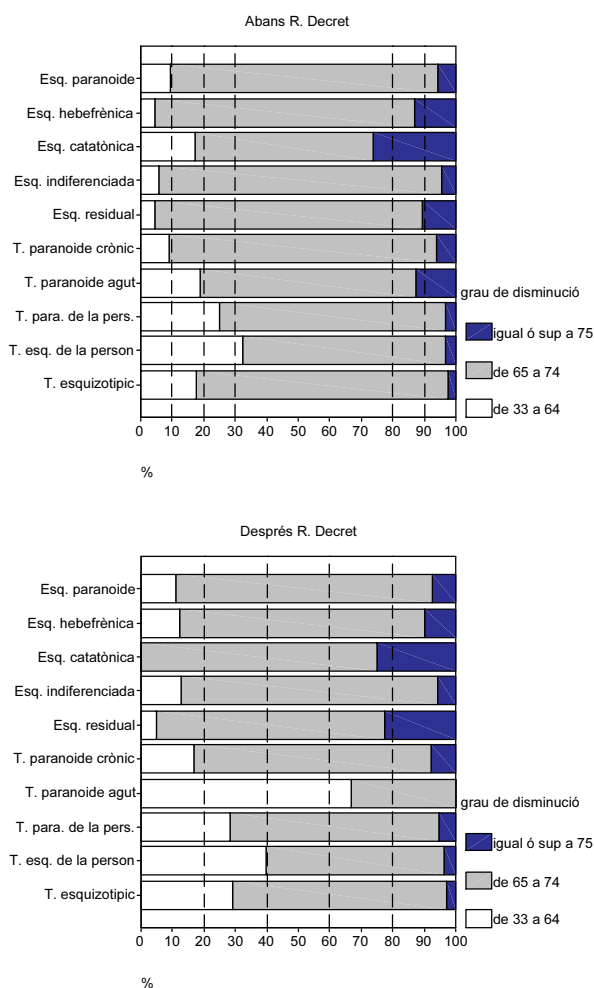 Abans R. Decret
Esq. paranoide
Esq. hebefrènica
Esq. catatònica
Esq. indiferenciada
Esq. residual
T. paranoide crònic
T. paranoide agut
T. para. de la pers.
T. esq. de la person
T. esquizotipic
grau de disminució
igual ó sup a 75
de 65 a 74
de 33 a 64
0 10 20 30 40 50 60 70 80 90 100
%
Després R. Decret
Esq. paranoide
Esq. hebefrènica
Esq. catatònica
Esq. indiferenciada
Esq. residual
T. paranoide crònic
T. paranoide agut
T. para. de la pers.
T. esq. de la person
T. esquizotipic
grau de disminució
igual ó sup a 75
de 65 a 74
de 33 a 64
0 10 20 30 40 50 60 70 80 90 100
%